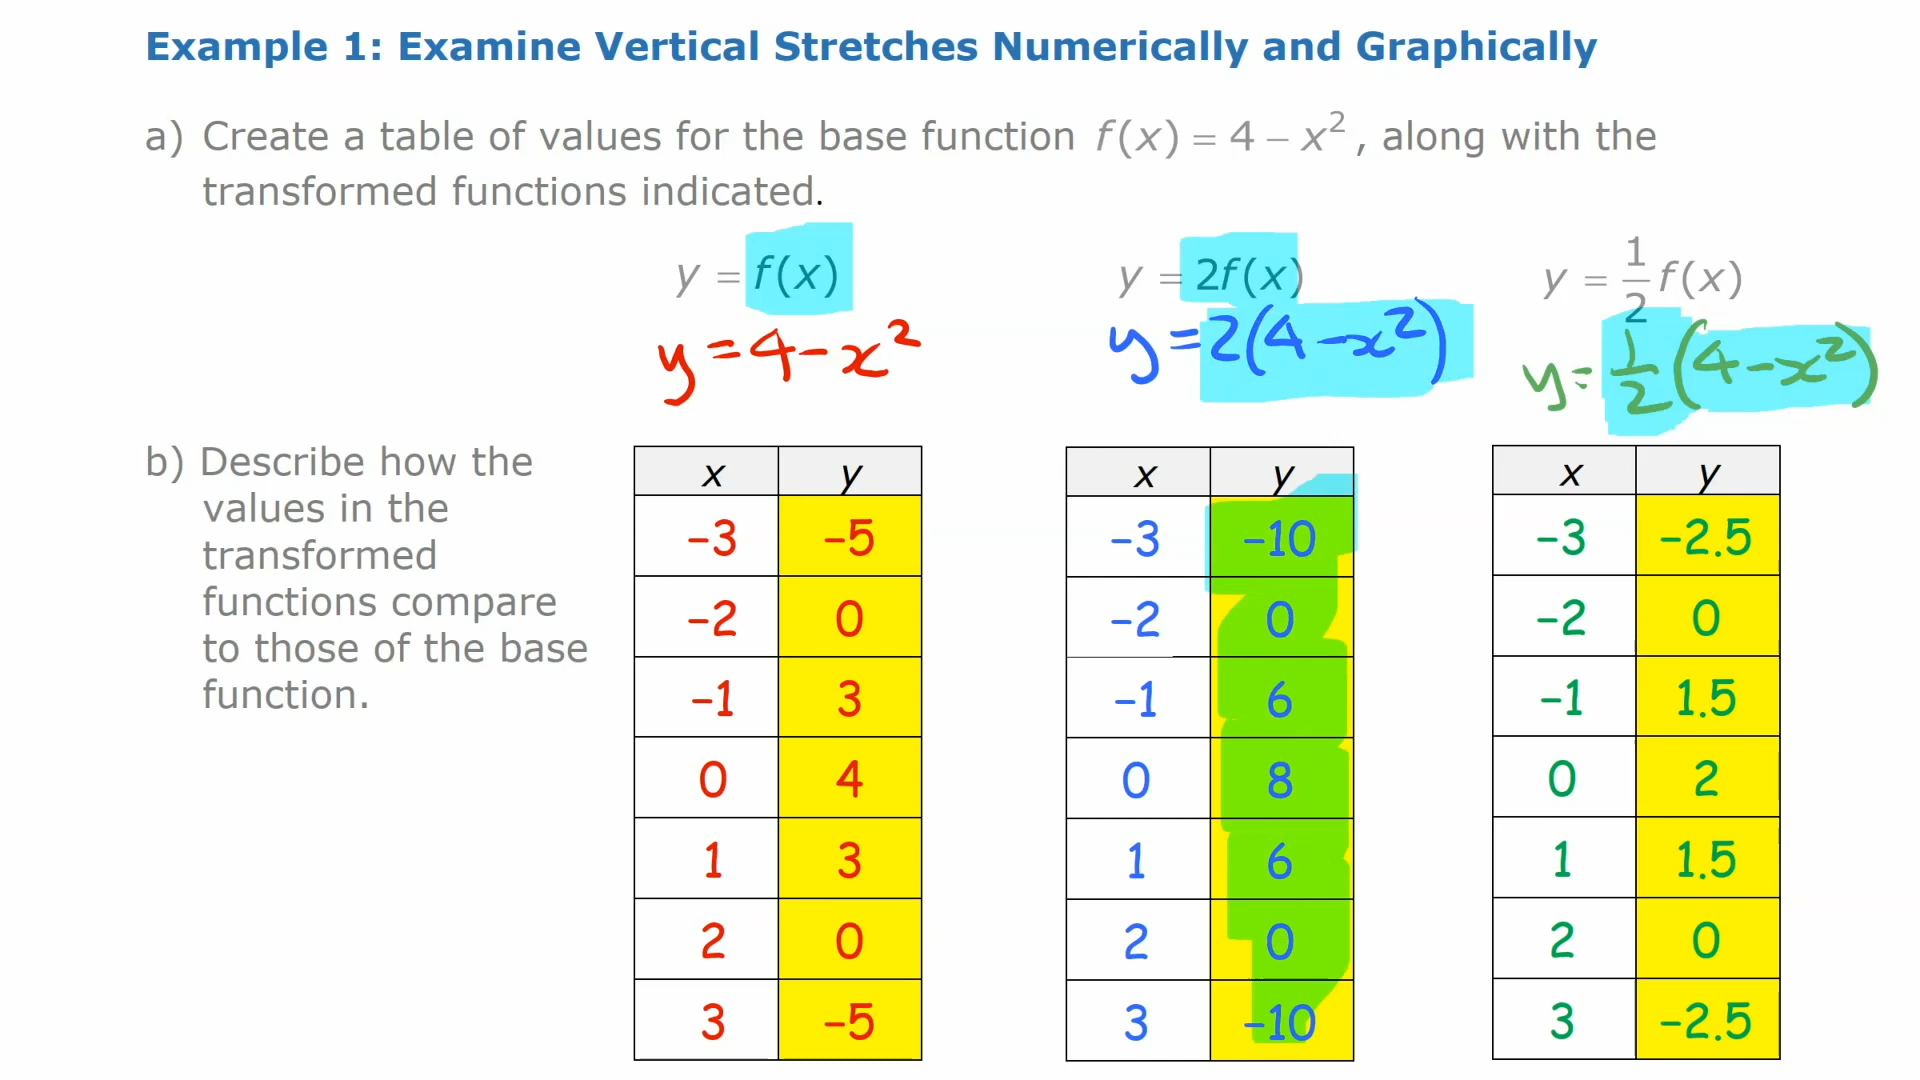 Example 1: Examine Vertical Stretches Numerically and Graphically
a) Create a table of values for the base function f(x) = 4 − x², along with the
transformed functions indicated.
y = f(x)
y = 2f(x)
y = 1/2 f(x)
y = 4 − x²
y = 2(4 − x²)
y = 1/2 (4 − x²)
b) Describe how the
values in the
transformed
functions compare
to those of the base
function.
x y
−3 −5
−2 0
−1 3
0 4
1 3
2 0
3 −5
x y
−3 −10
−2 0
−1 6
0 8
1 6
2 0
3 −10
x y
−3 −2.5
−2 0
−1 1.5
0 2
1 1.5
2 0
3 −2.5